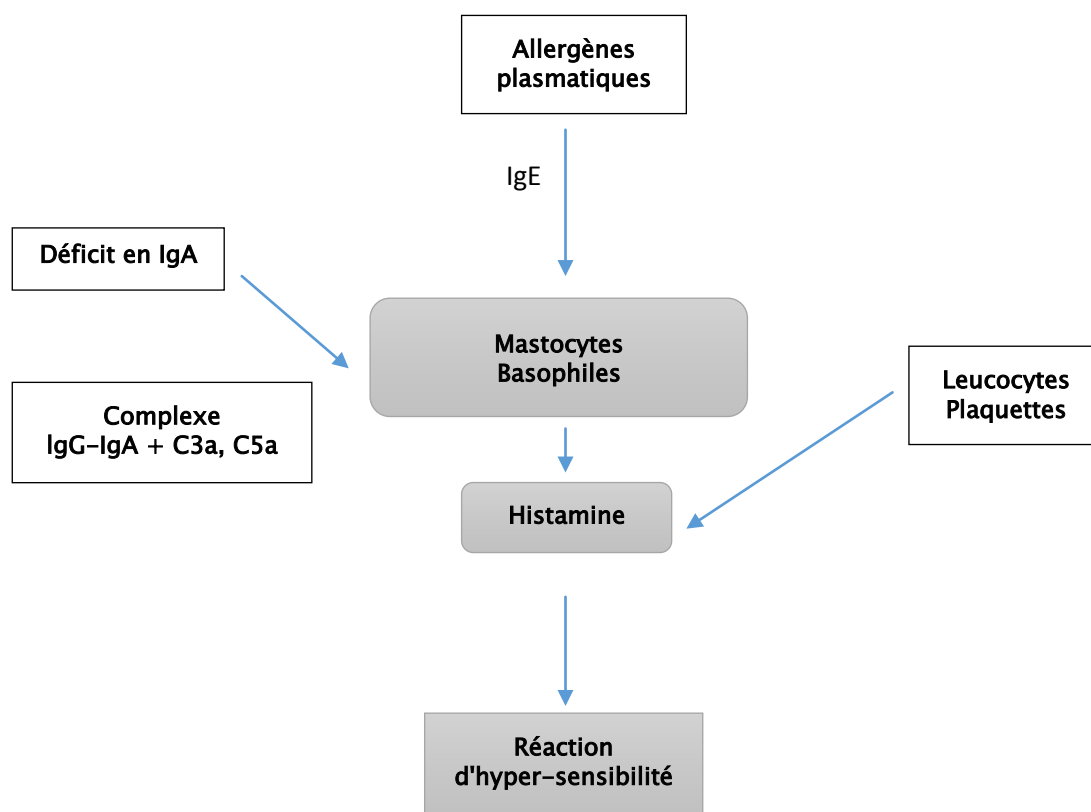 Allergènes
plasmatiques
IgE
Déficit en IgA
Mastocytes
Basophiles
Leucocytes
Plaquettes
Complexe
IgG-IgA + C3a, C5a
Histamine
Réaction
d'hyper-sensibilité